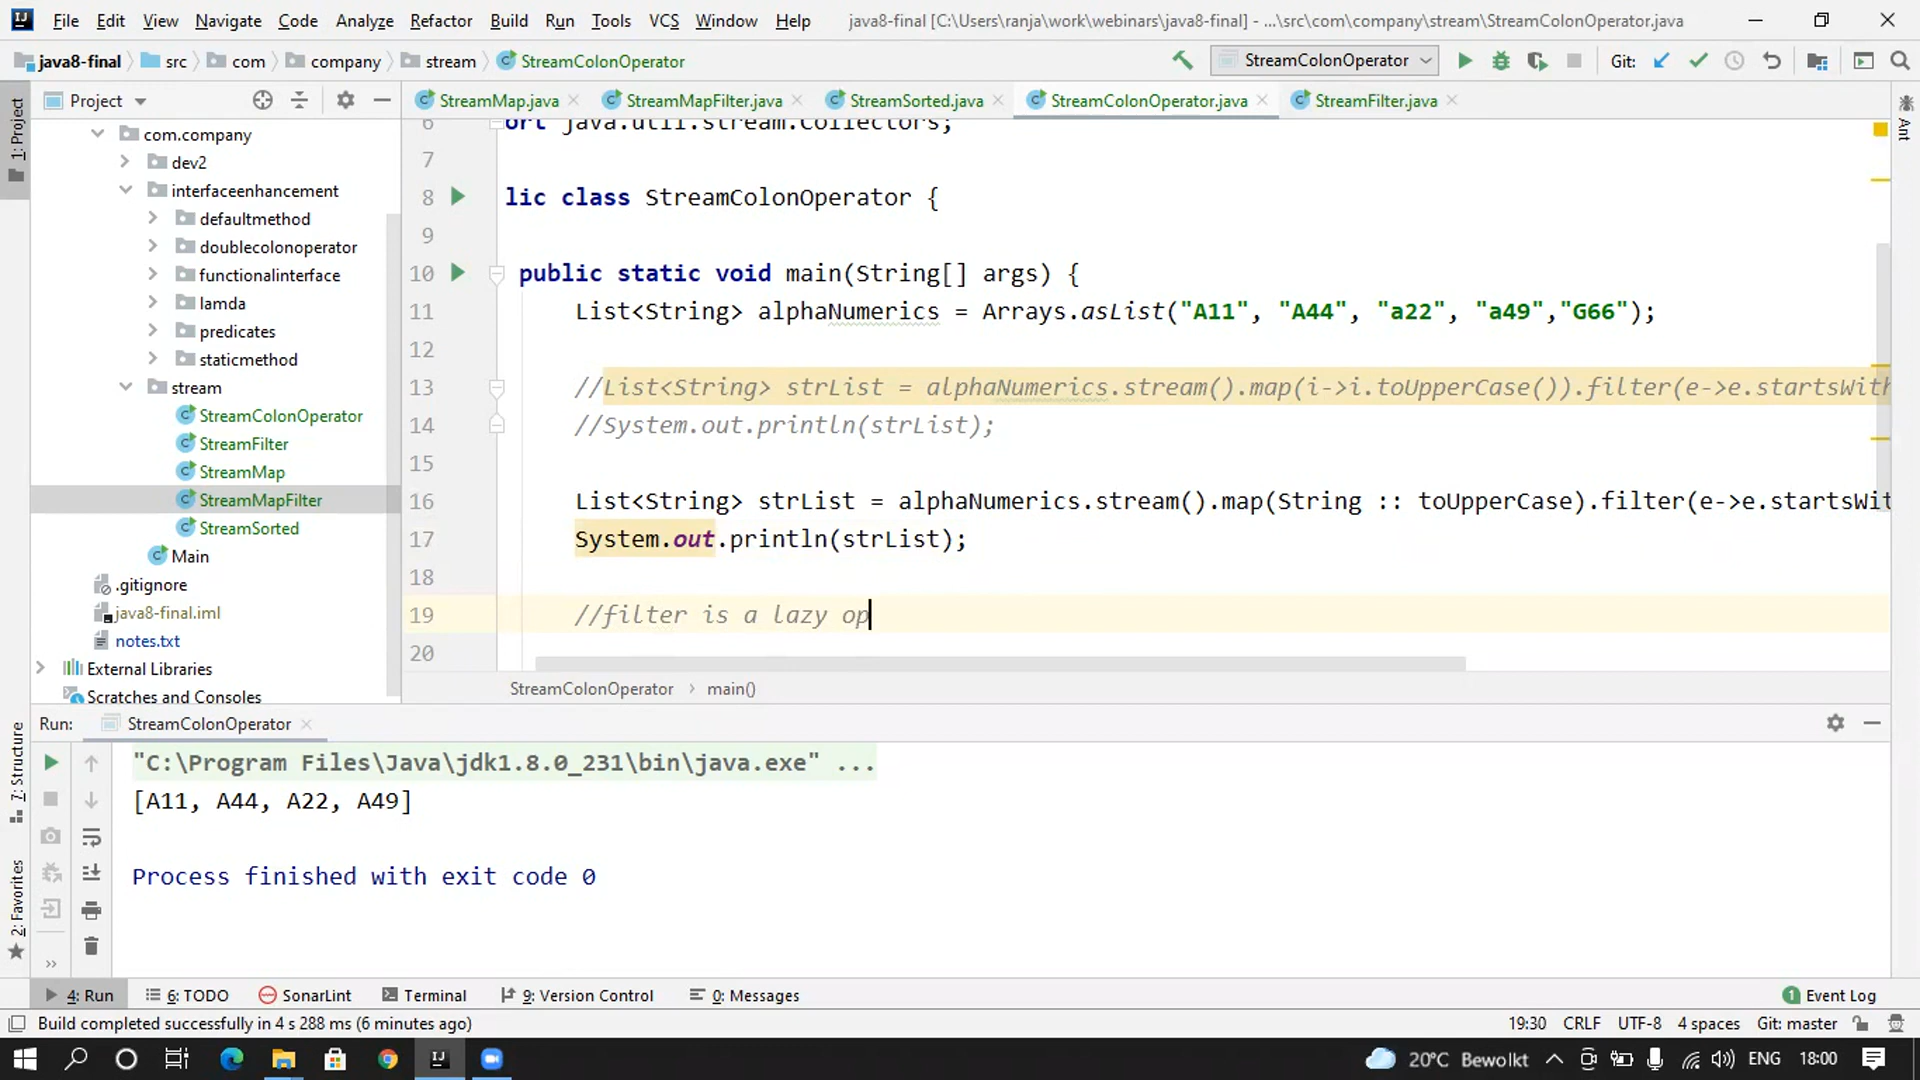 File Edit View Navigate Code Analyze Refactor Build Run Tools VCS Window Help java8-final [C:\Users\ranja\work\webinars\java8-final] - ...\src\com\company\stream\StreamColonOperator.java
java8-final src com company stream StreamColonOperator StreamColonOperator Git:
Project StreamMap.java StreamMapFilter.java StreamSorted.java StreamColonOperator.java StreamFilter.java
1: Project
Ant
com.company
dev2
interfaceenhancement
defaultmethod
doublecolonoperator
functionalinterface
lamda
predicates
staticmethod
stream
StreamColonOperator
StreamFilter
StreamMap
StreamMapFilter
StreamSorted
Main
.gitignore
java8-final.iml
notes.txt
External Libraries
Scratches and Consoles
6 ort java.util.stream.Collectors;
7
8 lic class StreamColonOperator {
9
10 public static void main(String[] args) {
11 List<String> alphaNumerics = Arrays.asList("A11", "A44", "a22", "a49","G66");
12
13 //List<String> strList = alphaNumerics.stream().map(i->i.toUpperCase()).filter(e->e.startsWith
14 //System.out.println(strList);
15
16 List<String> strList = alphaNumerics.stream().map(String :: toUpperCase).filter(e->e.startsWit
17 System.out.println(strList);
18
19 //filter is a lazy op
20
StreamColonOperator main()
Run: StreamColonOperator
"C:\Program Files\Java\jdk1.8.0_231\bin\java.exe" ...
[A11, A44, A22, A49]
Process finished with exit code 0
7: Structure
2: Favorites
4: Run 6: TODO SonarLint Terminal 9: Version Control 0: Messages 1 Event Log
Build completed successfully in 4 s 288 ms (6 minutes ago) 19:30 CRLF UTF-8 4 spaces Git: master
20°C Bewolkt ENG 18:00